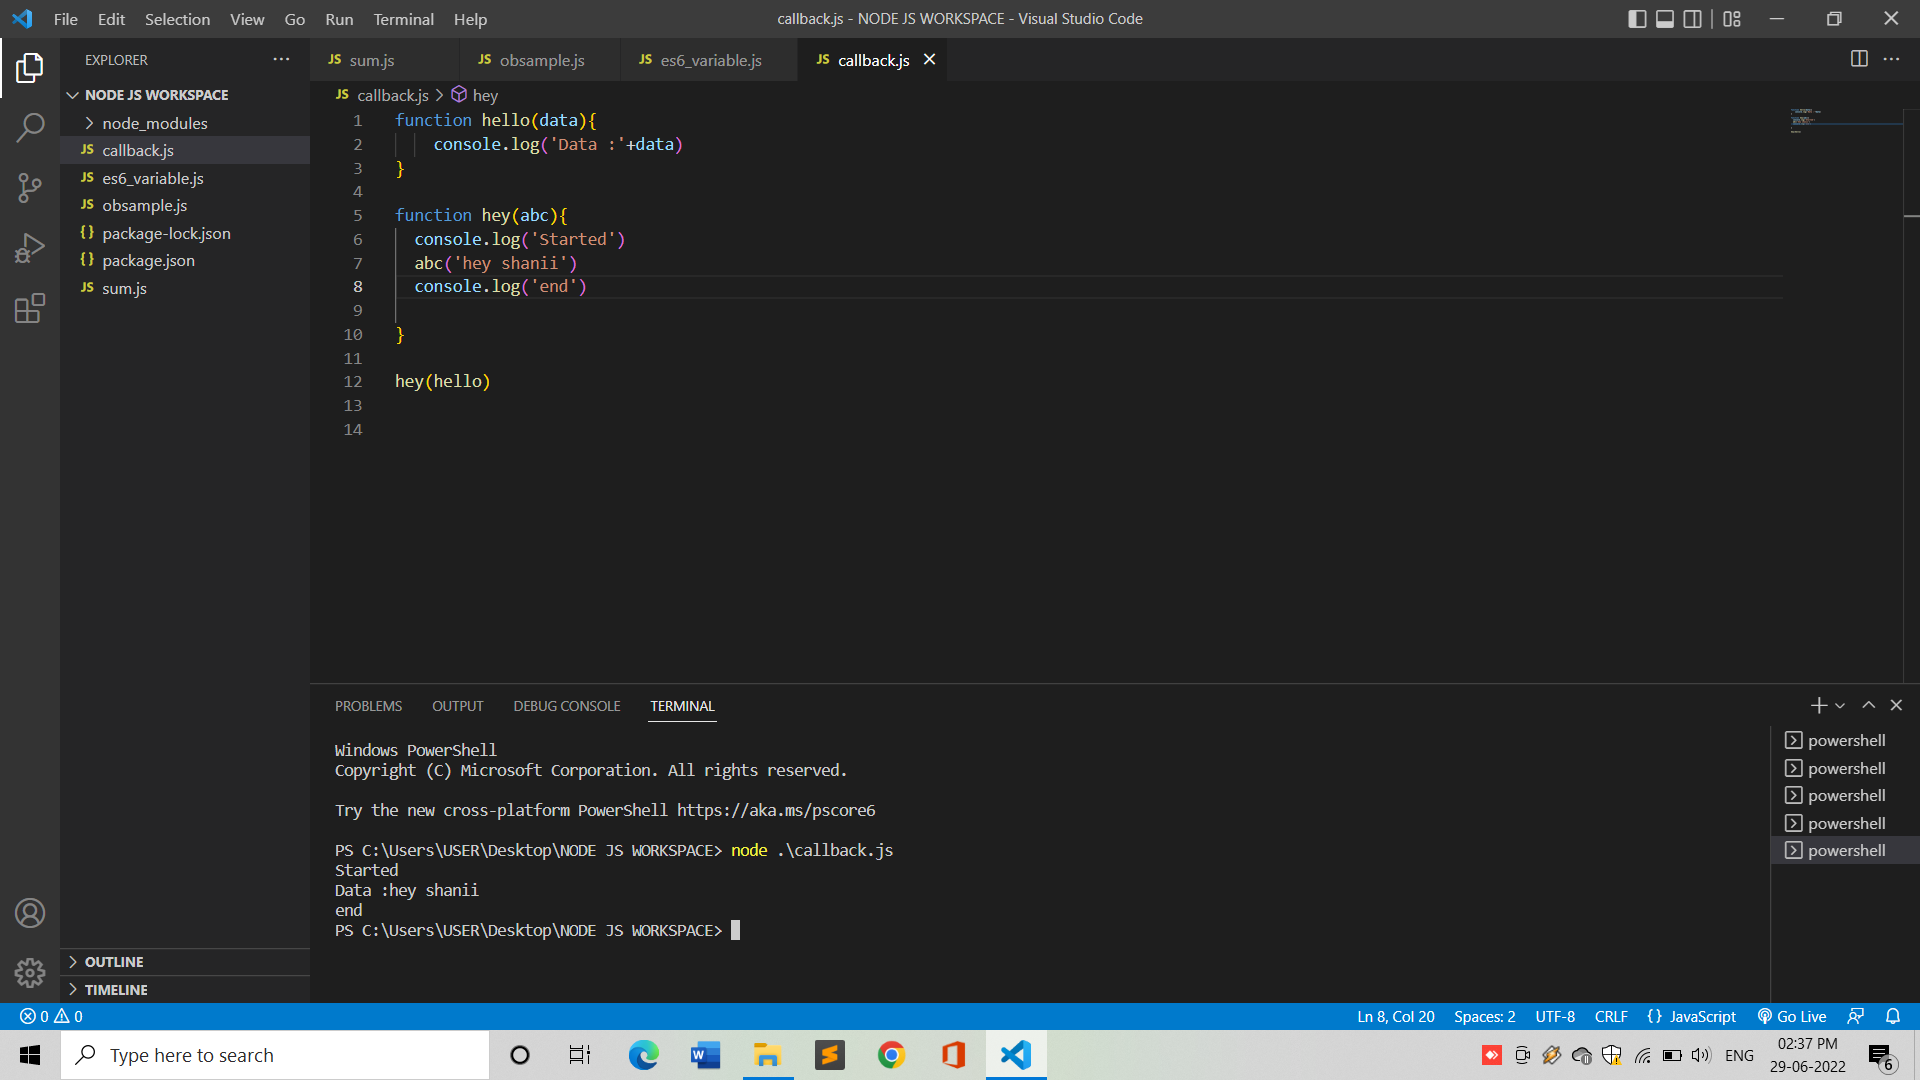 File Edit Selection View Go Run Terminal Help
callback.js - NODE JS WORKSPACE - Visual Studio Code
EXPLORER
JS sum.js JS obsample.js JS es6_variable.js JS callback.js
NODE JS WORKSPACE
node_modules
JS callback.js
JS es6_variable.js
JS obsample.js
{} package-lock.json
{} package.json
JS sum.js
OUTLINE
TIMELINE
JS callback.js > hey
1 function hello(data){
2 console.log('Data :'+data)
3 }
4
5 function hey(abc){
6 console.log('Started')
7 abc('hey shanii')
8 console.log('end')
9
10 }
11
12 hey(hello)
13
14
PROBLEMS OUTPUT DEBUG CONSOLE TERMINAL
Windows PowerShell
Copyright (C) Microsoft Corporation. All rights reserved.
Try the new cross-platform PowerShell https://aka.ms/pscore6
PS C:\Users\USER\Desktop\NODE JS WORKSPACE> node .\callback.js
Started
Data :hey shanii
end
PS C:\Users\USER\Desktop\NODE JS WORKSPACE>
powershell
powershell
powershell
powershell
powershell
0 0 Ln 8, Col 20 Spaces: 2 UTF-8 CRLF {} JavaScript Go Live
Type here to search
W
S
ENG
02:37 PM
29-06-2022
6